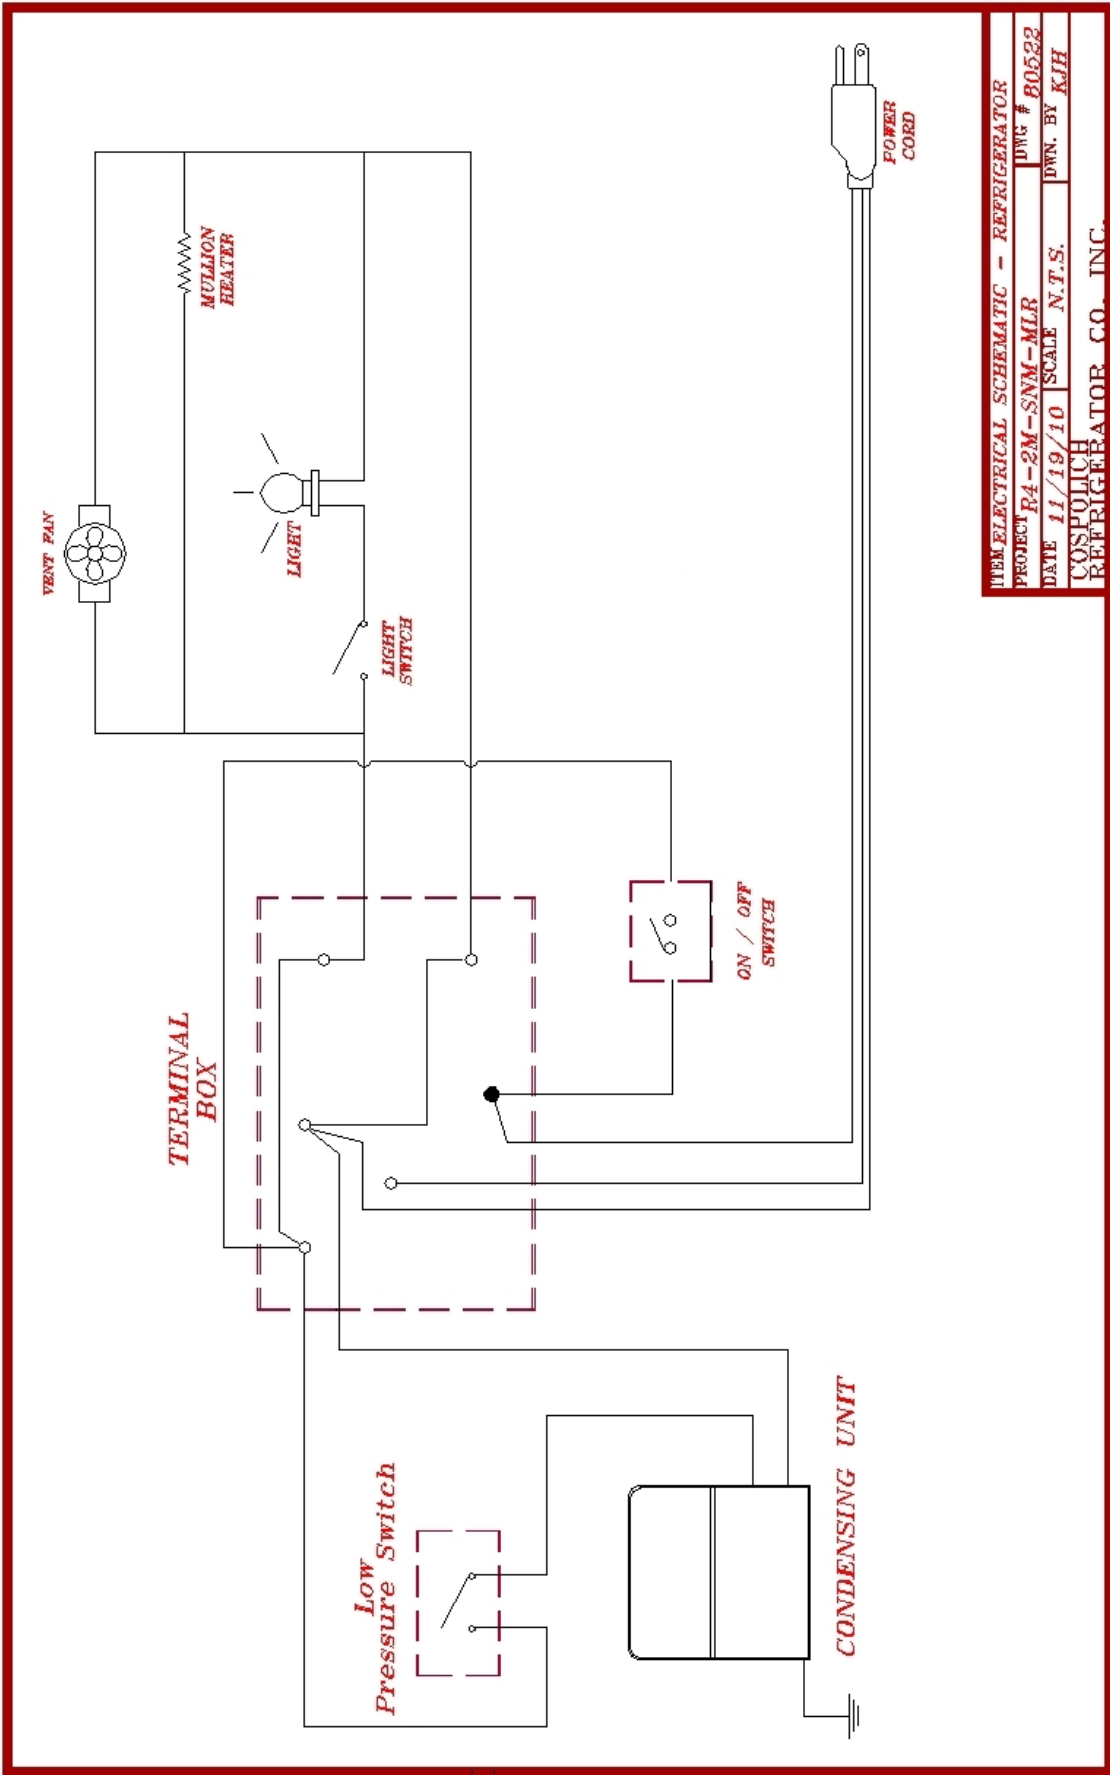 VENT FAN
MULLION
HEATER
LIGHT
LIGHT
SWITCH
POWER
CORD
TERMINAL
BOX
ON / OFF
SWITCH
Low
Pressure Switch
CONDENSING UNIT
ITEM ELECTRICAL SCHEMATIC - REFRIGERATOR
PROJECT R4-2M-SNM-MLR DWG # B0522
DATE 11/19/10 SCALE N.T.S. DWN. BY KJH
COSPOLICH
REFRIGERATOR CO. INC.